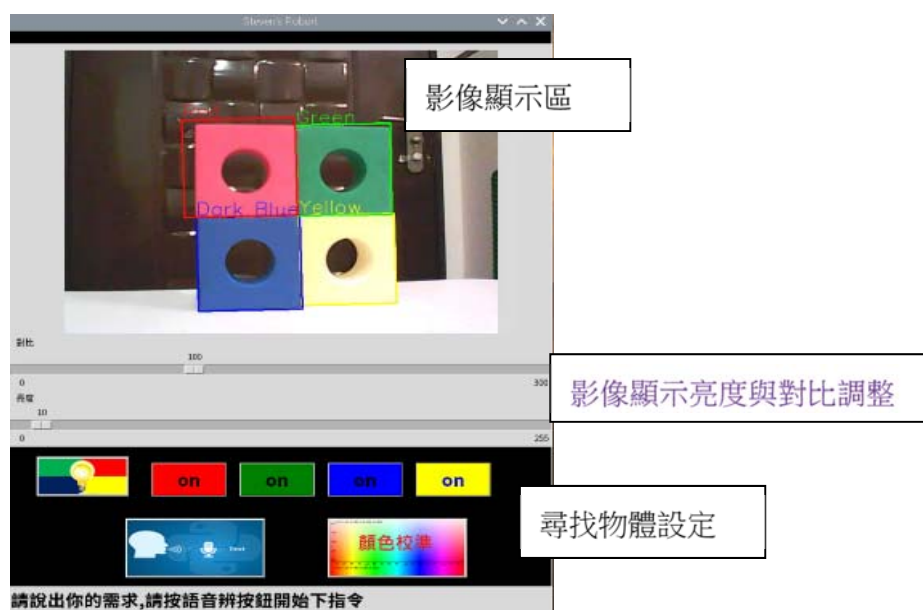 Steven's Robort
影像顯示區
Red
Green
Dark Blue
Yellow
對比
100
0
300
影像顯示亮度與對比調整
亮度
10
0
255
on
on
on
on
尋找物體設定
顏色校準
請說出你的需求,請按語音辨按鈕開始下指令